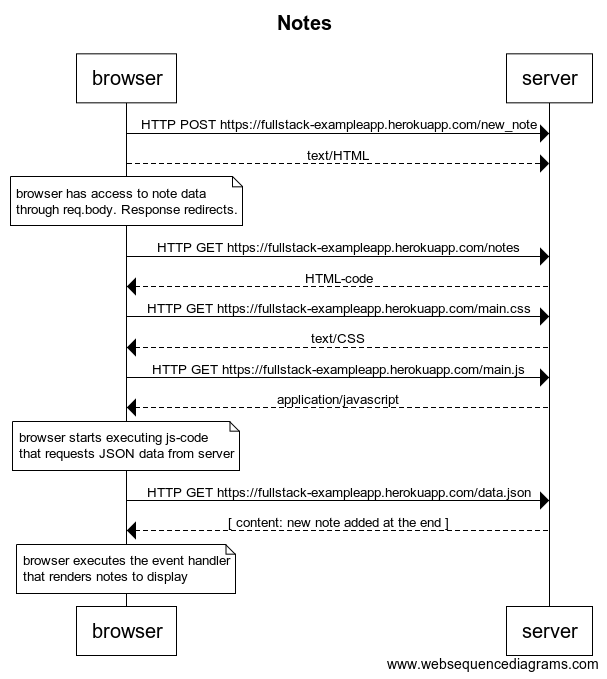 Notes
browser
server
HTTP POST https://fullstack-exampleapp.herokuapp.com/new_note
text/HTML
browser has access to note data
through req.body. Response redirects.
HTTP GET https://fullstack-exampleapp.herokuapp.com/notes
HTML-code
HTTP GET https://fullstack-exampleapp.herokuapp.com/main.css
text/CSS
HTTP GET https://fullstack-exampleapp.herokuapp.com/main.js
application/javascript
browser starts executing js-code
that requests JSON data from server
HTTP GET https://fullstack-exampleapp.herokuapp.com/data.json
[ content: new note added at the end ]
browser executes the event handler
that renders notes to display
browser
server
www.websequencediagrams.com